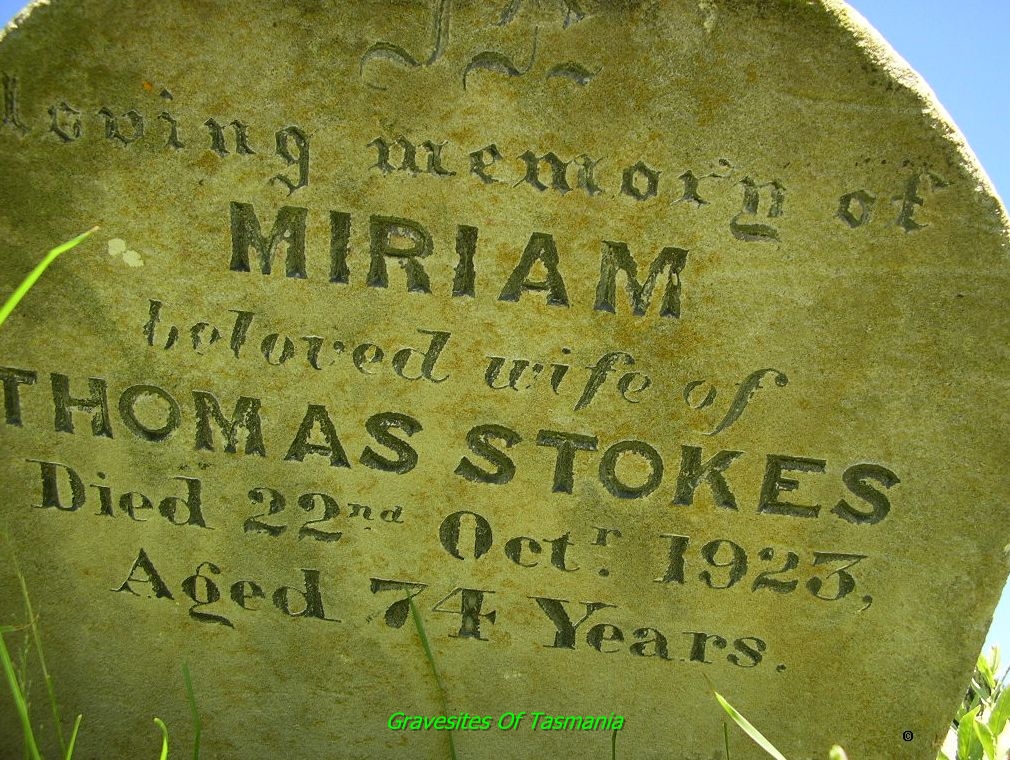 In
loving memory of
MIRIAM
beloved wife of
THOMAS STOKES
Died 22nd Octr. 1923,
Aged 74 Years.
Gravesites Of Tasmania
©